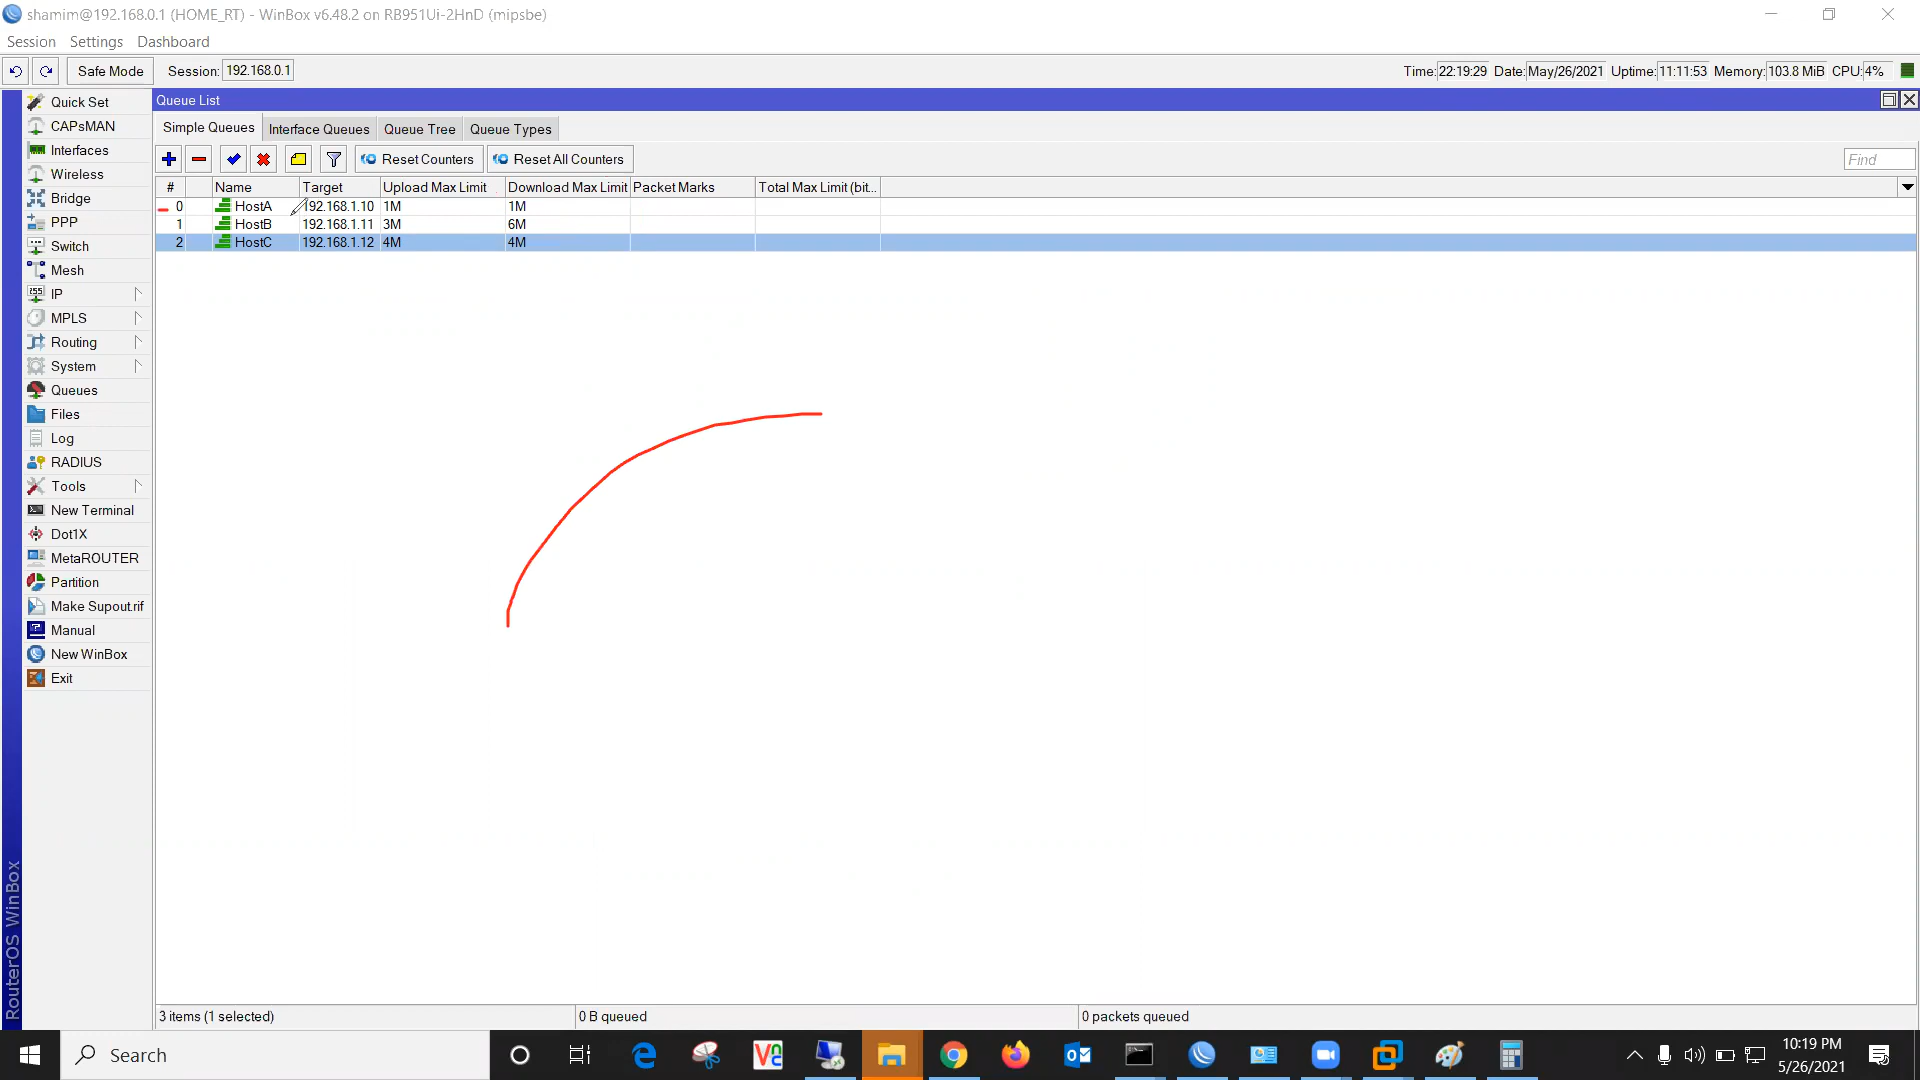 shamim@192.168.0.1 (HOME_RT) - WinBox v6.48.2 on RB951Ui-2HnD (mipsbe)
Session Settings Dashboard
Safe Mode Session: 192.168.0.1 Time: 22:19:29 Date: May/26/2021 Uptime: 11:11:53 Memory: 103.8 MiB CPU: 4%
Quick Set
CAPsMAN
Interfaces
Wireless
Bridge
PPP
Switch
Mesh
IP
MPLS
Routing
System
Queues
Files
Log
RADIUS
Tools
New Terminal
Dot1X
MetaROUTER
Partition
Make Supout.rif
Manual
New WinBox
Exit
RouterOS WinBox
Queue List
Simple Queues Interface Queues Queue Tree Queue Types
Reset Counters Reset All Counters Find
# Name Target Upload Max Limit Download Max Limit Packet Marks Total Max Limit (bit...
0 HostA 192.168.1.10 1M 1M
1 HostB 192.168.1.11 3M 6M
2 HostC 192.168.1.12 4M 4M
3 items (1 selected) 0 B queued 0 packets queued
Search
10:19 PM
5/26/2021